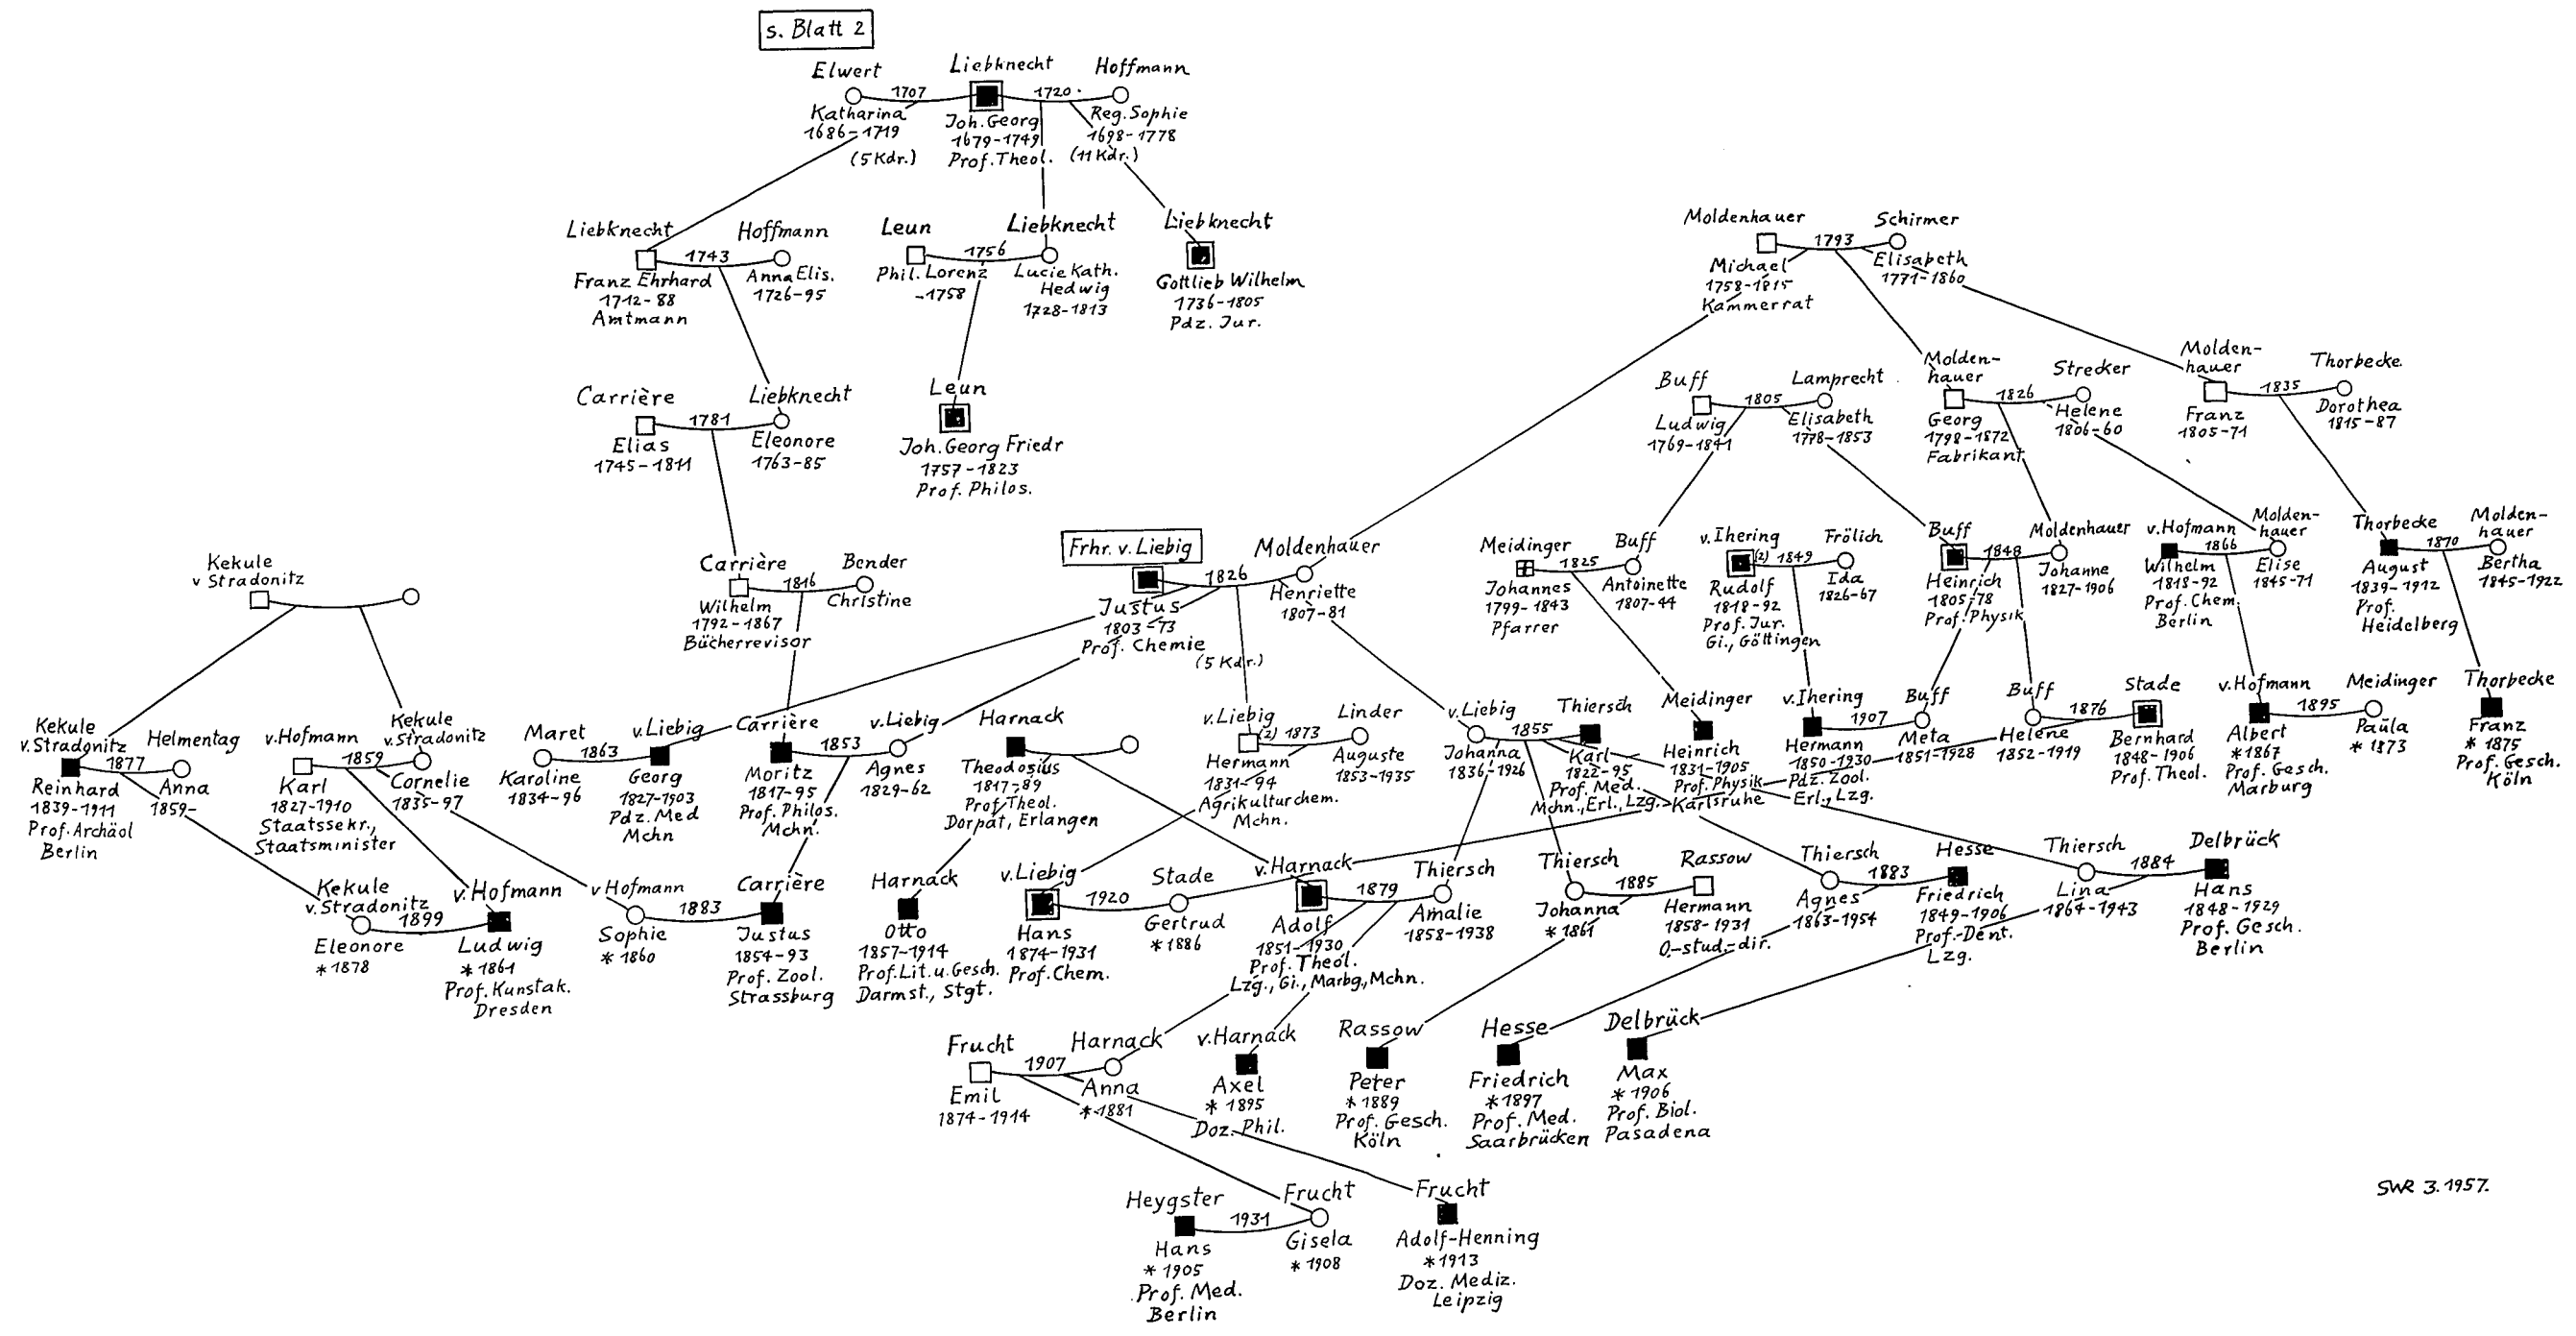 s. Blatt 2
Elwert
Katharina
1686-1719
(5 Kdr.)
1707
Liebknecht
Joh. Georg
1679-1749
Prof. Theol.
1720.
Hoffmann
Reg. Sophie
1698-1778
(11 Kdr.)
Liebknecht
Franz Ehrhard
1712-88
Amtmann
1743
Hoffmann
Anna Elis.
1726-95
Leun
Phil. Lorenz
-1758
1756
Liebknecht
Lucie Kath.
Hedwig
1728-1813
Liebknecht
Gottlieb Wilhelm
1736-1805
Pdz. Jur.
Moldenhauer
Michael
1758-1815
Kammerrat
1793
Schirmer
Elisabeth
1771-1860
Carrière
Elias
1745-1811
1781
Liebknecht
Eleonore
1763-85
Leun
Joh. Georg Friedr
1757-1823
Prof. Philos.
Buff
Ludwig
1769-1841
1805
Lamprecht
Elisabeth
1778-1853
Molden-
hauer
Georg
1798-1872
Fabrikant
1826
Strecker
Helene
1806-60
Molden-
hauer
Franz
1805-71
1835
Thorbecke
Dorothea
1815-87
Kekule
v Stradonitz
Carrière
Wilhelm
1792-1867
Bücherrevisor
1816
Bender
Christine
Frhr. v. Liebig
Justus
1803-73
Prof. Chemie
(5 Kdr.)
1826
Moldenhauer
Henriette
1807-81
Meidinger
Johannes
1799-1843
Pfarrer
1825
Buff
Antoinette
1807-44
v. Ihering
Rudolf
1818-92
Prof. Jur.
Gi., Göttingen
(2) 1849
Frölich
Ida
1826-67
Buff
Heinrich
1805-78
Prof. Physik
1848
Moldenhauer
Johanne
1827-1906
v. Hofmann
Wilhelm
1818-92
Prof. Chem.
Berlin
1866
Molden-
hauer
Elise
1845-71
Thorbecke
August
1839-1912
Prof.
Heidelberg
1870
Molden-
hauer
Bertha
1845-1922
Kekule
v. Stradonitz
Reinhard
1839-1911
Prof. Archäol
Berlin
1877
Helmentag
Anna
1859-
v. Hofmann
Karl
1827-1910
Staatssekr.,
Staatsminister
1859
Kekule
v. Stradonitz
Cornelie
1835-97
Maret
Karoline
1834-96
1863
v. Liebig
Georg
1827-1903
Pdz. Med
Mchn
Carrière
Moritz
1817-95
Prof. Philos.
Mchn.
1853
v. Liebig
Agnes
1829-62
Harnack
Theodosius
1817-89
Prof. Theol.
Dorpat, Erlangen
v. Liebig
Hermann
1831-94
Agrikulturchem.
Mchn.
(2) 1873
Linder
Auguste
1853-1935
v. Liebig
Johanna
1836-1926
1855
Thiersch
Karl
1822-95
Prof. Med.
Mchn., Erl., Lzg.
Meidinger
Heinrich
1831-1905
Prof. Physik
Karlsruhe
v. Ihering
Hermann
1850-1930
Pdz. Zool.
Erl., Lzg.
1907
Buff
Meta
1851-1928
Buff
Helene
1852-1919
1876
Stade
Bernhard
1848-1906
Prof. Theol.
v. Hofmann
Albert
*1867
Prof. Gesch.
Marburg
1895
Meidinger
Paula
* 1873
Thorbecke
Franz
* 1875
Prof. Gesch.
Köln
Kekule
v. Stradonitz
Eleonore
* 1878
1899
v. Hofmann
Ludwig
* 1861
Prof. Kunstak.
Dresden
v Hofmann
Sophie
* 1860
1883
Carrière
Justus
1854-93
Prof. Zool.
Strassburg
Harnack
Otto
1857-1914
Prof. Lit. u. Gesch.
Darmst., Stgt.
v. Liebig
Hans
1874-1931
Prof. Chem.
1920
Stade
Gertrud
* 1886
v. Harnack
Adolf
1851-1930
Prof. Theol.
Lzg., Gi., Marbg., Mchn.
1879
Thiersch
Amalie
1858-1938
Thiersch
Johanna
* 1861
1885
Rassow
Hermann
1858-1931
O.-stud.-dir.
Thiersch
Agnes
1863-1954
1883
Hesse
Friedrich
1849-1906
Prof. Dent.
Lzg.
Thiersch
Lina
1864-1943
1884
Delbrück
Hans
1848-1929
Prof. Gesch.
Berlin
Frucht
Emil
1874-1914
1907
Harnack
Anna
* 1881
v. Harnack
Axel
* 1895
Doz. Phil.
Rassow
Peter
* 1889
Prof. Gesch.
Köln
Hesse
Friedrich
* 1897
Prof. Med.
Saarbrücken
Delbrück
Max
* 1906
Prof. Biol.
Pasadena
Heygster
Hans
* 1905
Prof. Med.
Berlin
1931
Frucht
Gisela
* 1908
Frucht
Adolf-Henning
* 1913
Doz. Mediz.
Leipzig
SWR 3.1957.